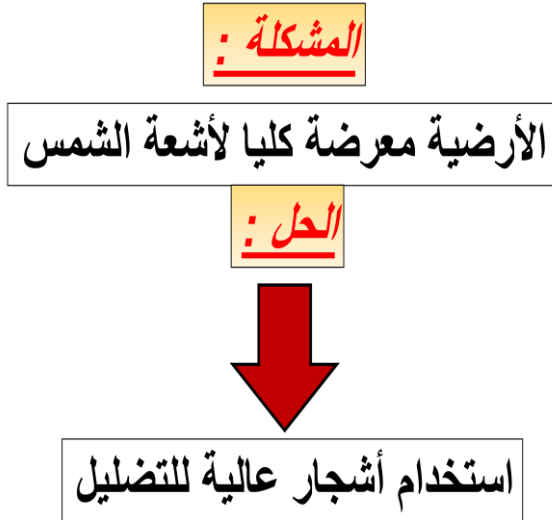 المشكلة :
الأرضية معرضة كليا لأشعة الشمس
الحل :
استخدام أشجار عالية للتضليل